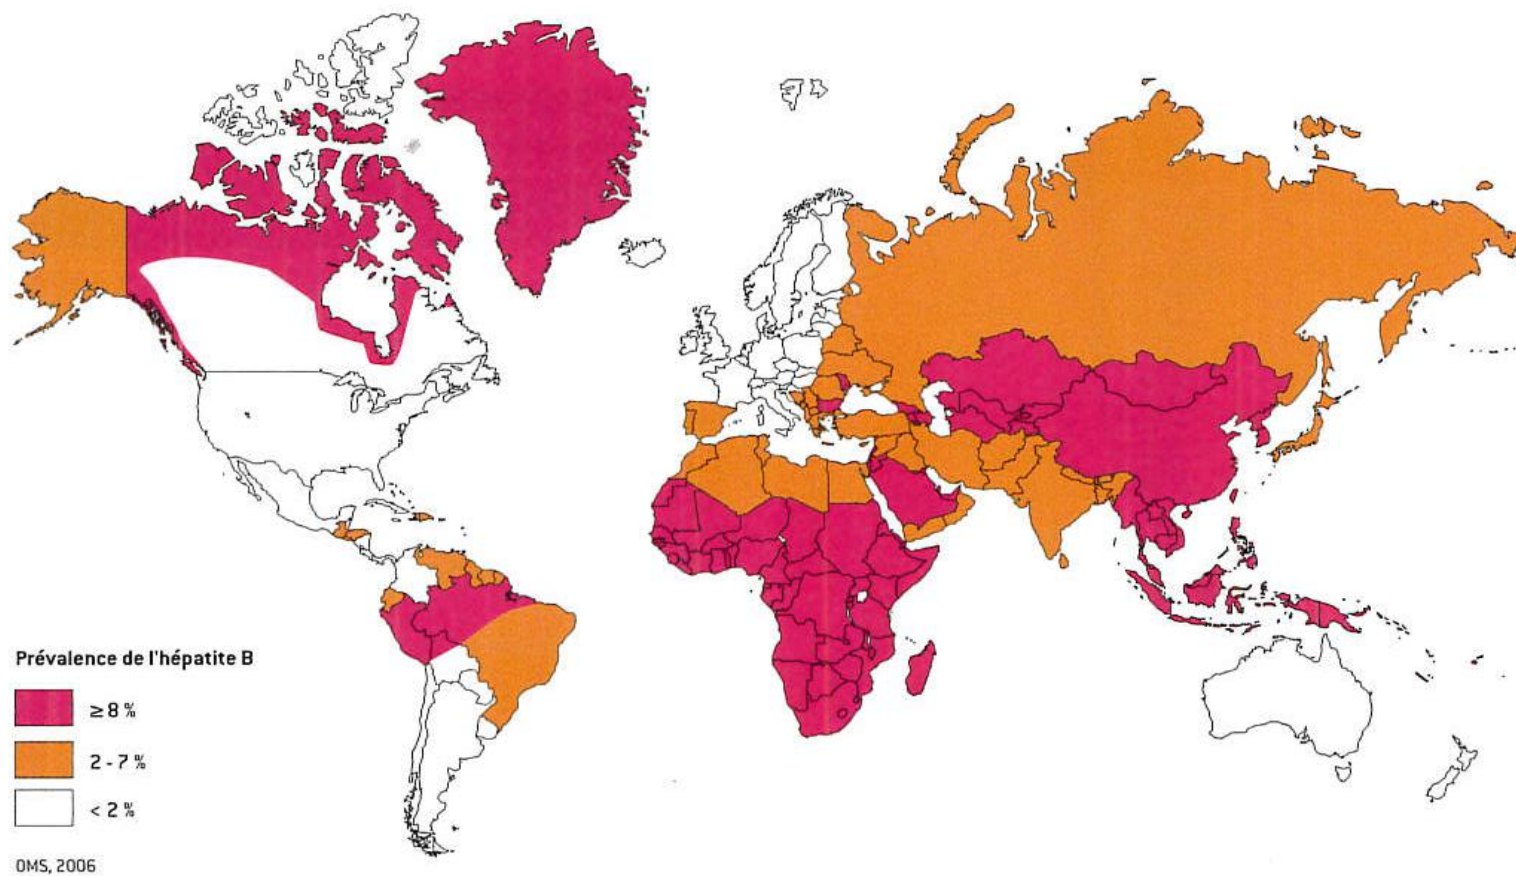 Prévalence de l'hépatite B
≥ 8 %
2 - 7 %
< 2 %
OMS, 2006